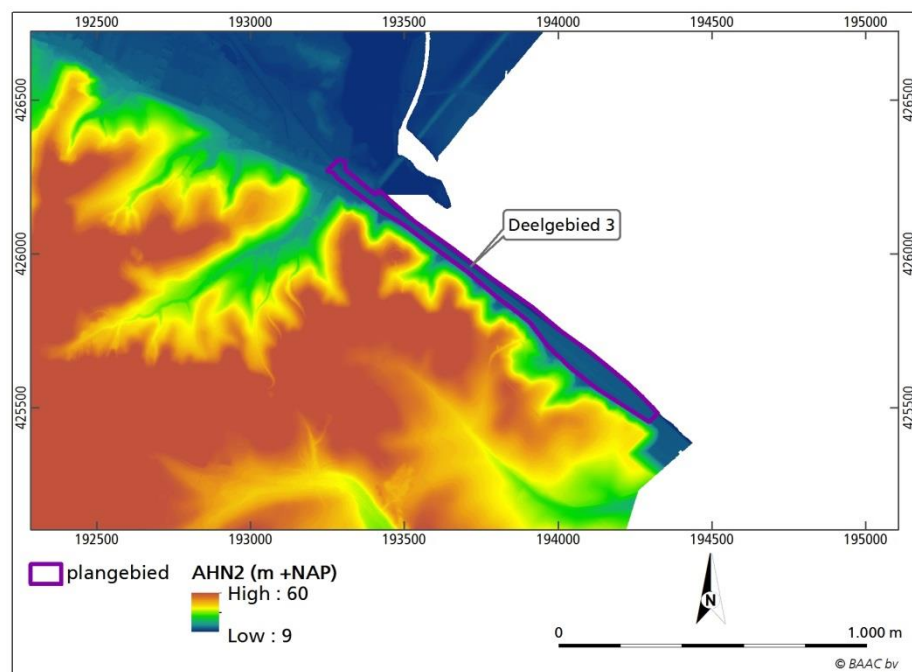 192500 193000 193500 194000 194500 195000
426500 426500
426000 426000
Deelgebied 3
425500 425500
192500 193000 193500 194000 194500 195000
plangebied
AHN2 (m +NAP)
High : 60
Low : 9
N
0 1.000 m
© BAAC bv